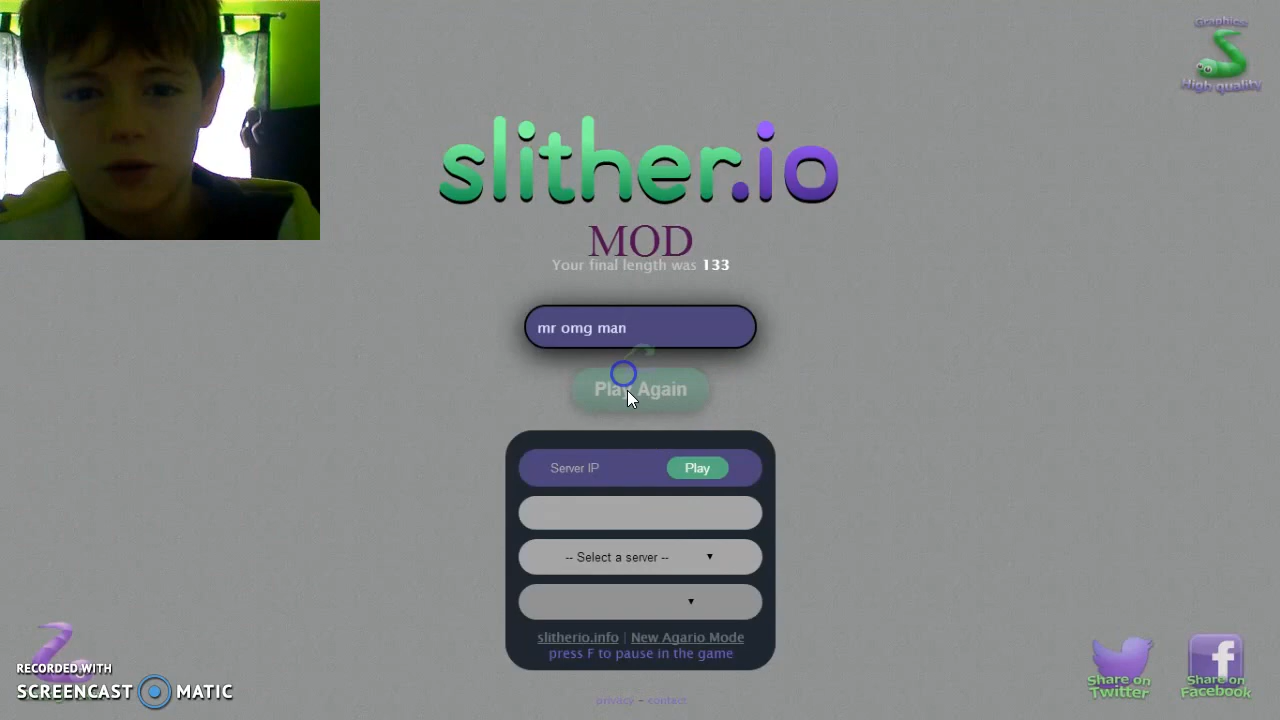 Graphics
High quality
slither.io
MOD
Your final length was 133
mr omg man
Play Again
Server IP
Play
-- Select a server --
slitherio.info | New Agario Mode
press F to pause in the game
RECORDED WITH
SCREENCAST MATIC
Share on Twitter
Share on Facebook
privacy - contact